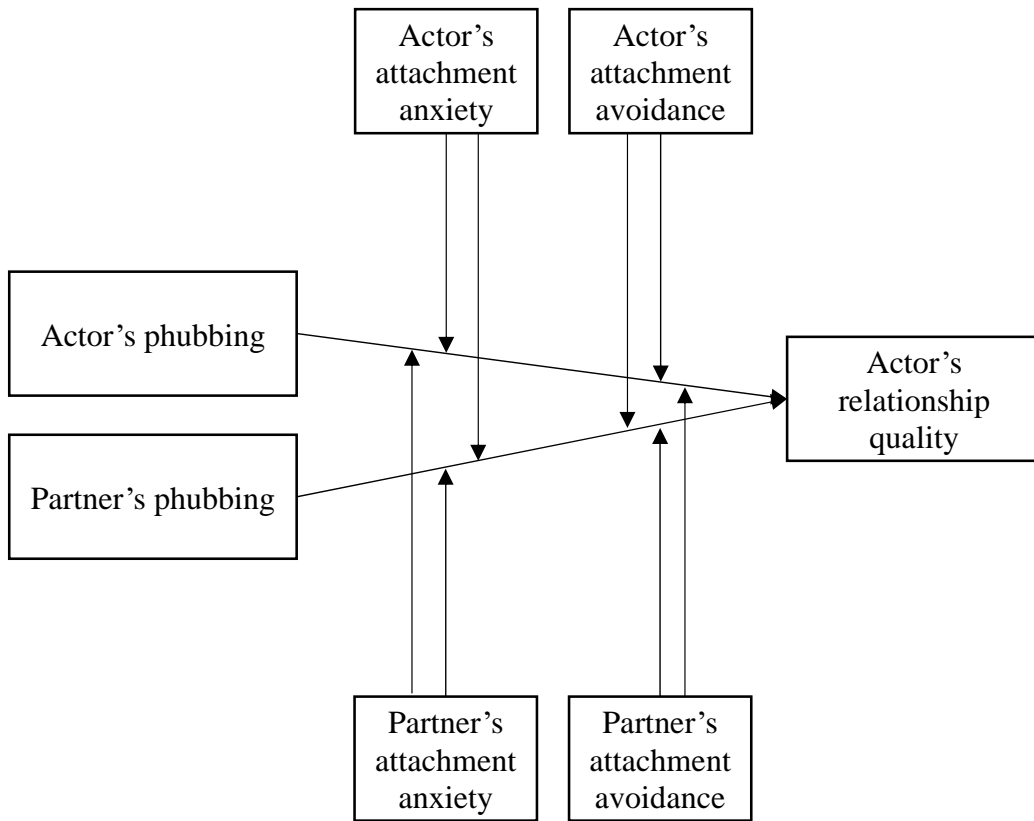 Actor’s
attachment
anxiety
Actor’s
attachment
avoidance
Actor’s phubbing
Partner’s phubbing
Actor’s
relationship
quality
Partner’s
attachment
anxiety
Partner’s
attachment
avoidance